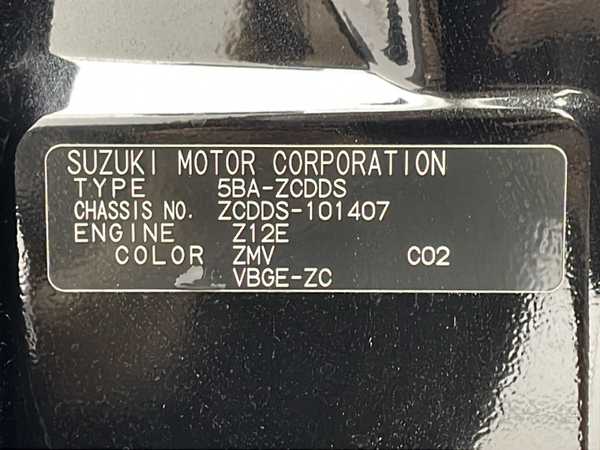 SUZUKI MOTOR CORPORATION
TYPE 5BA-ZCDDS
CHASSIS NO. ZCDDS-101407
ENGINE Z12E
COLOR ZMV C02
VBGE-ZC